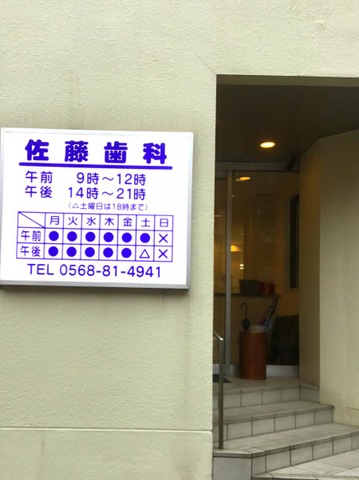 佐藤歯科
午前 9時～12時
午後 14時～21時
(△土曜日は18時まで)
月 火 水 木 金 土 日
午前 ● ● ● ● ● ● ×
午後 ● ● ● ● ● △ ×
TEL 0568-81-4941